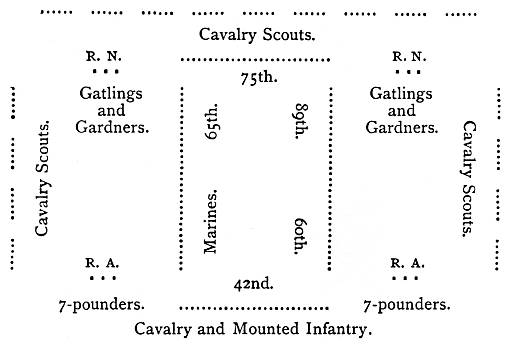 Cavalry Scouts.
R. N.
R. N.
75th.
Gatlings
and
Gardners.
Gatlings
and
Gardners.
Cavalry Scouts.
65th.
89th.
Cavalry Scouts.
Marines.
60th.
R. A.
R. A.
42nd.
7-pounders.
7-pounders.
Cavalry and Mounted Infantry.